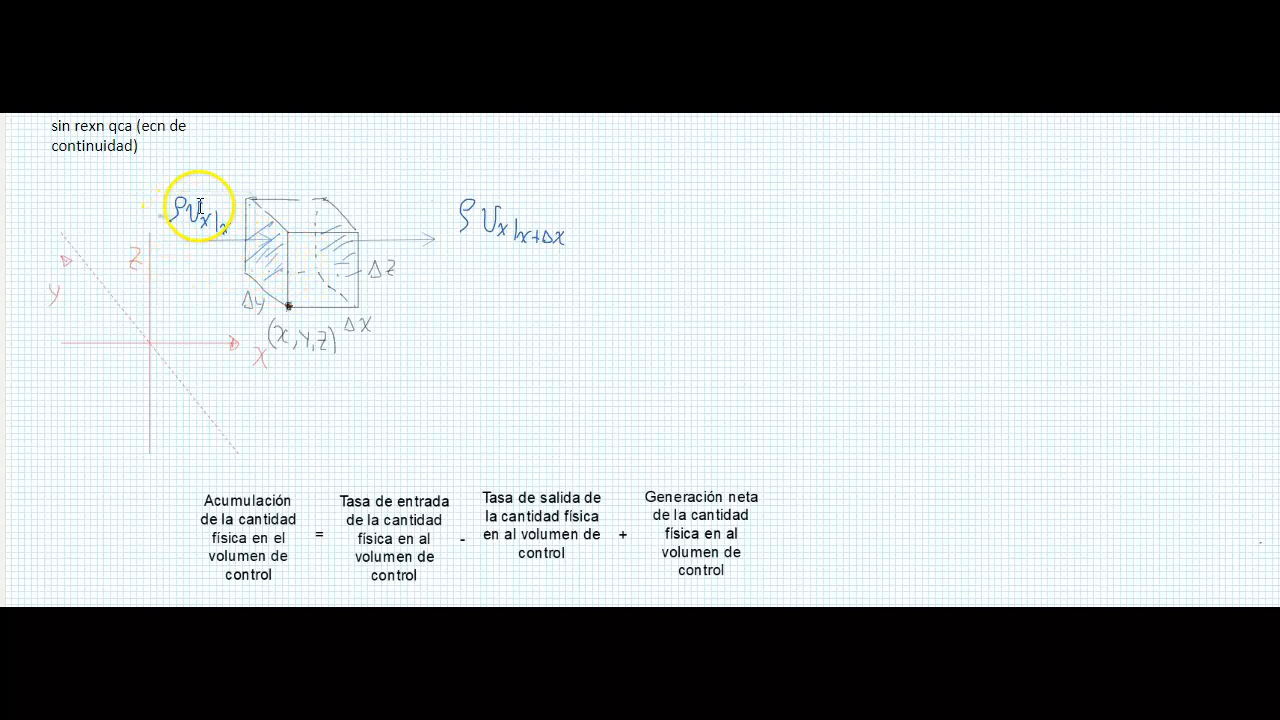 sin rexn qca (ecn de
continuidad)
ρ Ux|x
ρ Ux|x+Δx
Z
Y
X
ΔZ
ΔY
ΔX
(X,Y,Z)
Acumulación
de la cantidad
física en el
volumen de
control
=
Tasa de entrada
de la cantidad
física en al
volumen de
control
-
Tasa de salida de
la cantidad física
en al volumen de
control
+
Generación neta
de la cantidad
física en al
volumen de
control